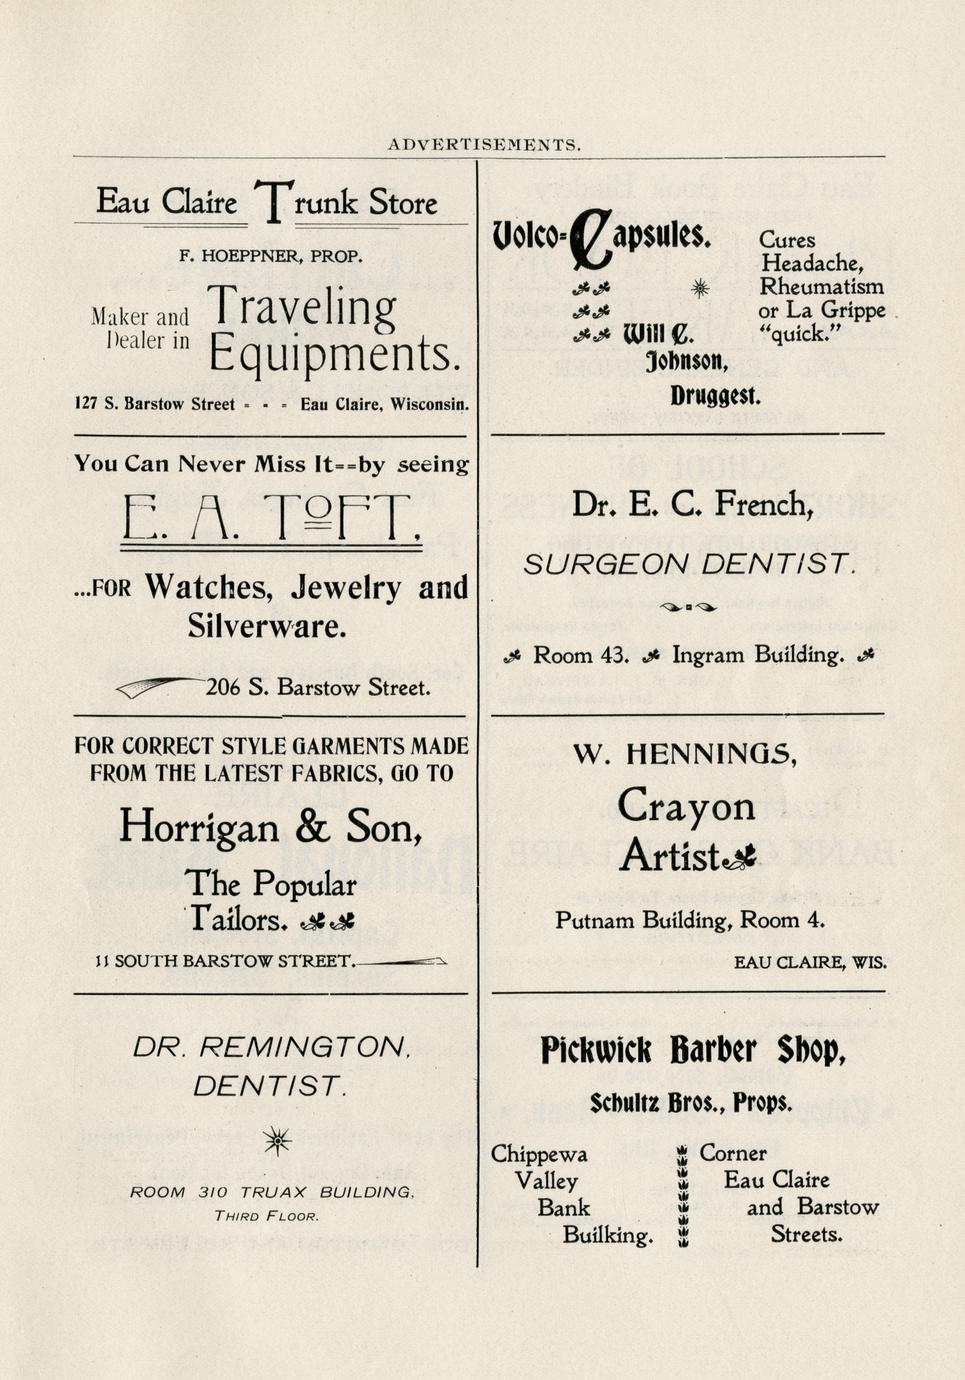 ADVERTISEMENTS.
Eau Claire Trunk Store
F. HOEPPNER, PROP.
Maker and Dealer in
Traveling
Equipments.
127 S. Barstow Street - - - Eau Claire, Wisconsin.
You Can Never Miss It==by seeing
E. A. TOFT,
...FOR Watches, Jewelry and
Silverware.
206 S. Barstow Street.
FOR CORRECT STYLE GARMENTS MADE
FROM THE LATEST FABRICS, GO TO
Horrigan & Son,
The Popular
Tailors.
11 SOUTH BARSTOW STREET.
DR. REMINGTON,
DENTIST.
ROOM 310 TRUAX BUILDING,
THIRD FLOOR.
Volco=Capsules.
Will C.
Johnson,
Druggest.
Cures
Headache,
Rheumatism
or La Grippe
“quick.”
Dr. E. C. French,
SURGEON DENTIST.
Room 43. Ingram Building.
W. HENNINGS,
Crayon
Artist
Putnam Building, Room 4.
EAU CLAIRE, WIS.
Pickwick Barber Shop,
Schultz Bros., Props.
Chippewa
Valley
Bank
Builking.
Corner
Eau Claire
and Barstow
Streets.